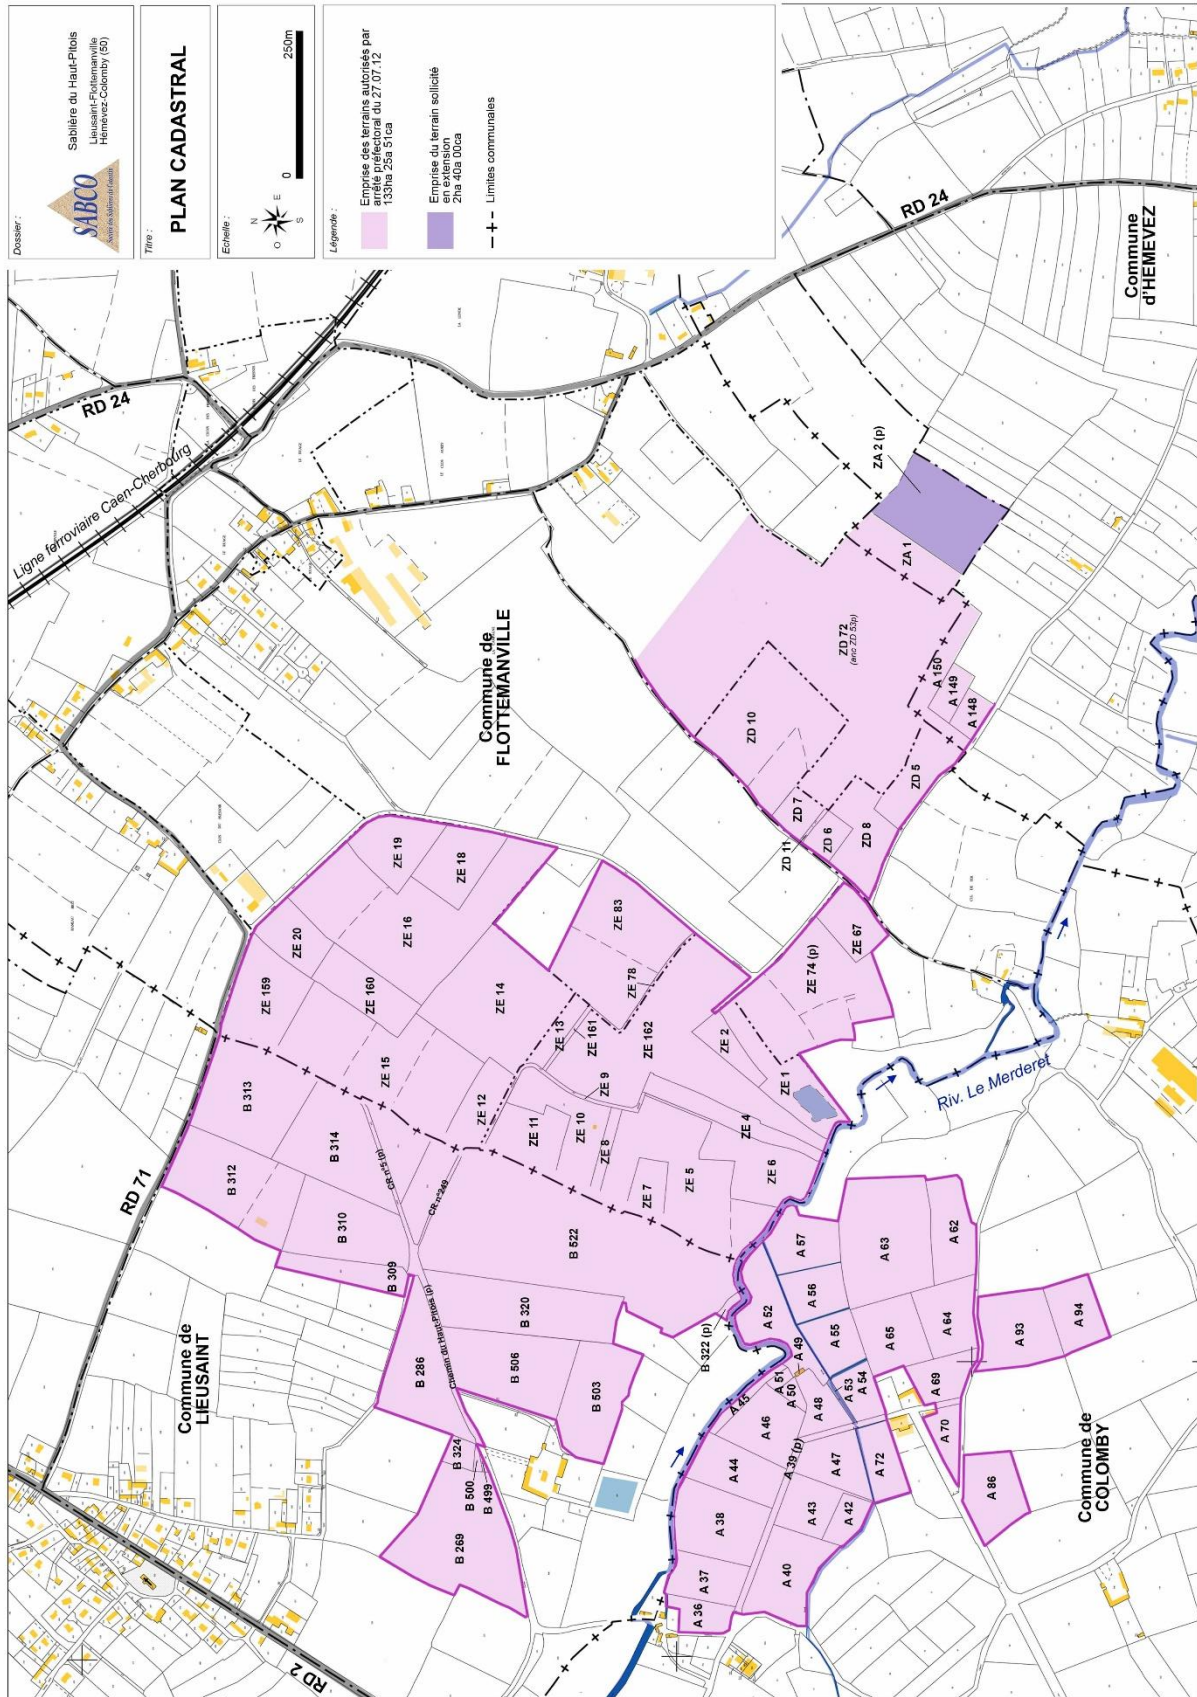 Dossier :
SABCO
Sablière du Haut-Pitois
Lieusaint-Flottemanville
Hémévez-Colomby (50)
Titre :
PLAN CADASTRAL
Echelle :
N
O
E
S
0
250m
Légende :
Emprise des terrains autorisés par
arrêté préfectoral du 27.07.12
133ha 25a 51ca
Emprise du terrain sollicité
en extension
2ha 40a 00ca
Limites communales
RD 24
Ligne ferroviaire Caen-Cherbourg
RD 24
Commune
d'HEMEVEZ
Commune de
FLOTTEMANVILLE
ZA 2 (p)
ZA 1
ZD 72
(anc ZD 53p)
A 150
A 149
A 148
ZD 10
ZD 5
ZD 7
ZD 11
ZD 6
ZD 8
ZE 19
ZE 18
ZE 20
ZE 16
ZE 83
ZE 67
ZE 159
ZE 160
ZE 14
ZE 78
ZE 74 (p)
ZE 13
ZE 161
ZE 162
ZE 2
ZE 15
ZE 12
ZE 9
ZE 1
ZE 11
ZE 10
ZE 8
ZE 4
ZE 7
ZE 5
ZE 6
Riv. Le Merderet
RD 71
B 313
B 314
CR n°5 (p)
CR n°249
B 312
B 310
B 522
B 309
B 320
B 322 (p)
Chemin du Haut-Pitois (p)
B 286
B 506
B 503
B 324
B 500
B 499
B 269
Commune de
LIEUSAINT
RD 2
A 57
A 63
A 62
A 52
A 56
A 49
A 55
A 65
A 64
A 93
A 94
A 51
A 50
A 53
A 54
A 69
A 45
A 46
A 48
A 70
A 39 (p)
A 44
A 47
A 72
A 86
A 38
A 43
A 42
A 37
A 40
A 36
Commune de
COLOMBY